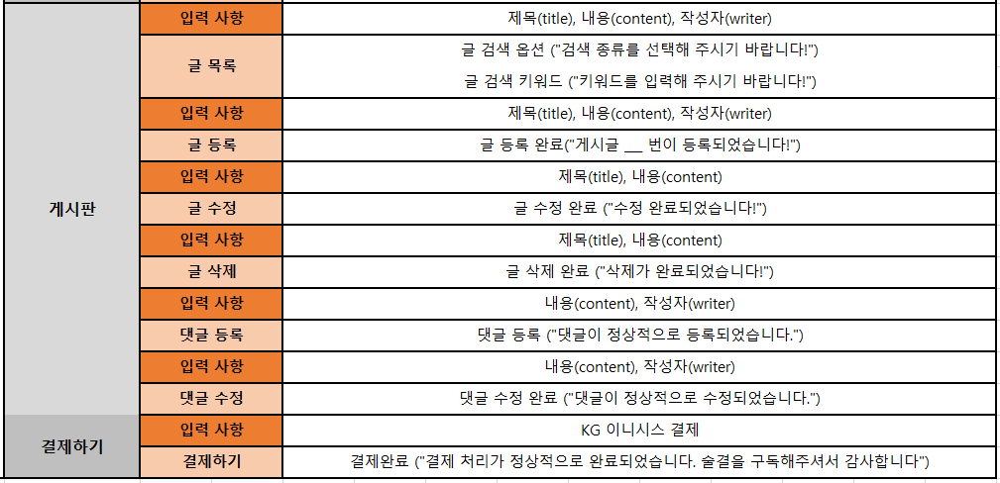 입력 사항 제목(title), 내용(content), 작성자(writer)
글 목록 글 검색 옵션 ("검색 종류를 선택해 주시기 바랍니다!")
글 검색 키워드 ("키워드를 입력해 주시기 바랍니다!")
입력 사항 제목(title), 내용(content), 작성자(writer)
글 등록 글 등록 완료("게시글 ___ 번이 등록되었습니다!")
입력 사항 제목(title), 내용(content)
게시판 글 수정 글 수정 완료 ("수정 완료되었습니다!")
입력 사항 제목(title), 내용(content)
글 삭제 글 삭제 완료 ("삭제가 완료되었습니다!")
입력 사항 내용(content), 작성자(writer)
댓글 등록 댓글 등록 ("댓글이 정상적으로 등록되었습니다.")
입력 사항 내용(content), 작성자(writer)
댓글 수정 댓글 수정 완료 ("댓글이 정상적으로 수정되었습니다.")
결제하기 입력 사항 KG 이니시스 결제
결제하기 결제완료 ("결제 처리가 정상적으로 완료되었습니다. 술결을 구독해주셔서 감사합니다")